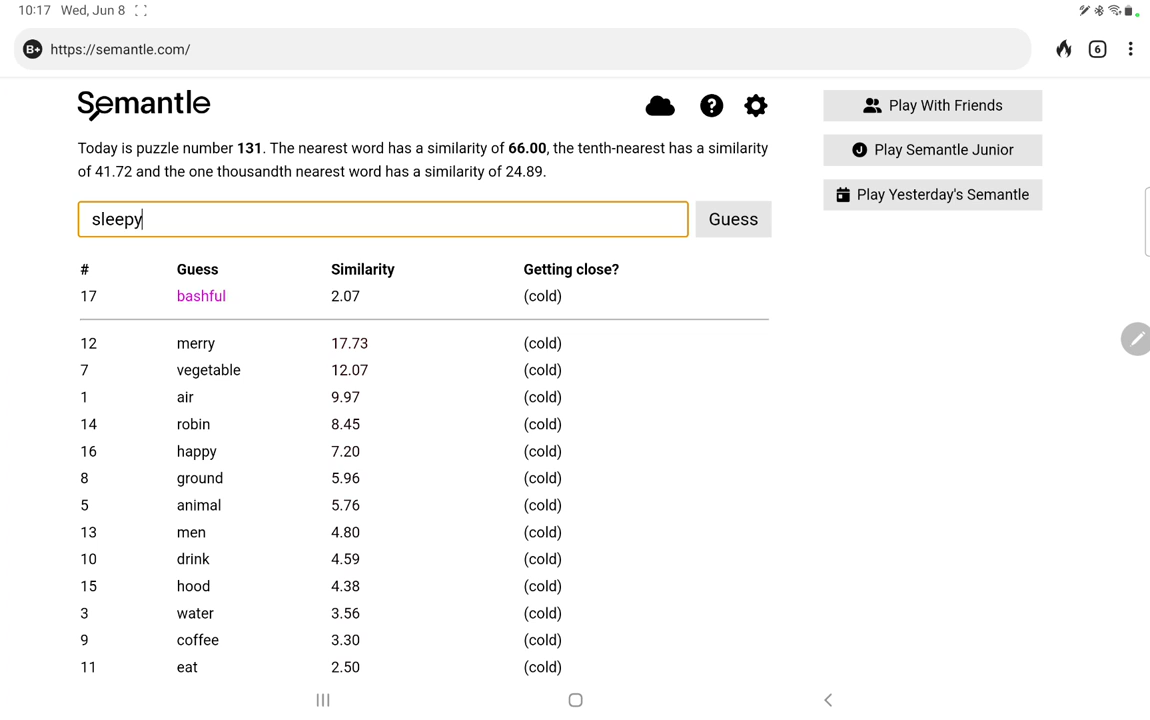 10:17 Wed, Jun 8
B+ https://semantle.com/ 6
Semantle
Play With Friends
Today is puzzle number 131. The nearest word has a similarity of 66.00, the tenth-nearest has a similarity
of 41.72 and the one thousandth nearest word has a similarity of 24.89.
J Play Semantle Junior
Play Yesterday's Semantle
sleepy Guess
# Guess Similarity Getting close?
17 bashful 2.07 (cold)
12 merry 17.73 (cold)
7 vegetable 12.07 (cold)
1 air 9.97 (cold)
14 robin 8.45 (cold)
16 happy 7.20 (cold)
8 ground 5.96 (cold)
5 animal 5.76 (cold)
13 men 4.80 (cold)
10 drink 4.59 (cold)
15 hood 4.38 (cold)
3 water 3.56 (cold)
9 coffee 3.30 (cold)
11 eat 2.50 (cold)